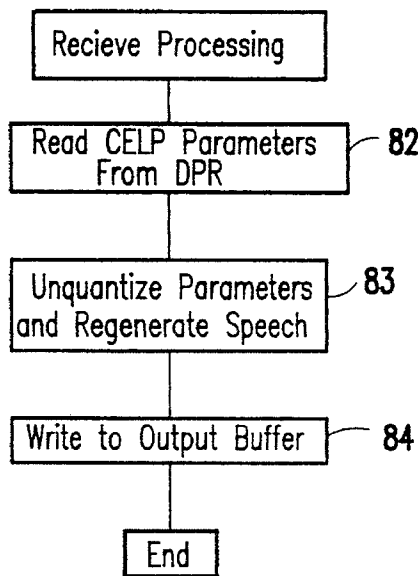 Recieve Processing
Read CELP Parameters
From DPR
82
Unquantize Parameters
and Regenerate Speech
83
Write to Output Buffer
84
End